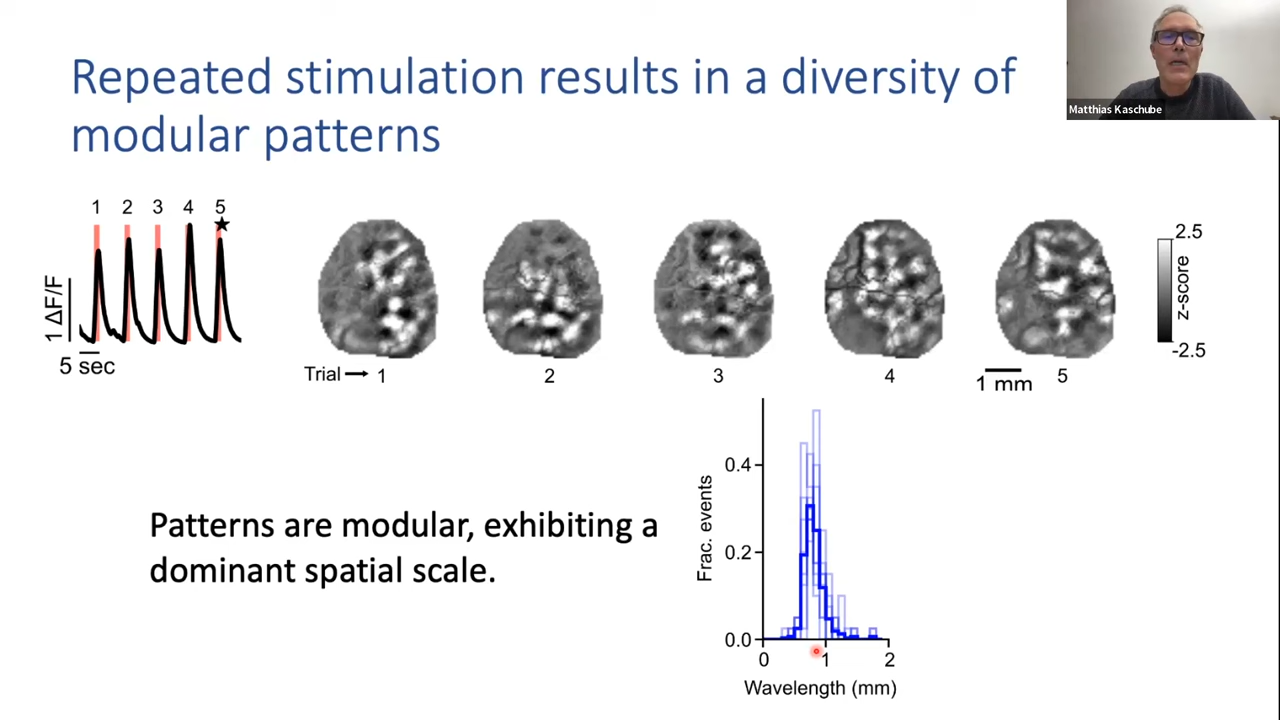 Repeated stimulation results in a diversity of
modular patterns
Matthias Kaschube
1 2 3 4 5
★
1 ΔF/F
5 sec
Trial → 1 2 3 4 5
1 mm
2.5
z-score
-2.5
Patterns are modular, exhibiting a
dominant spatial scale.
Frac. events
0.4
0.2
0.0
0 1 2
Wavelength (mm)